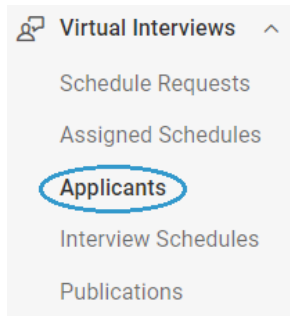 Virtual Interviews
Schedule Requests
Assigned Schedules
Applicants
Interview Schedules
Publications